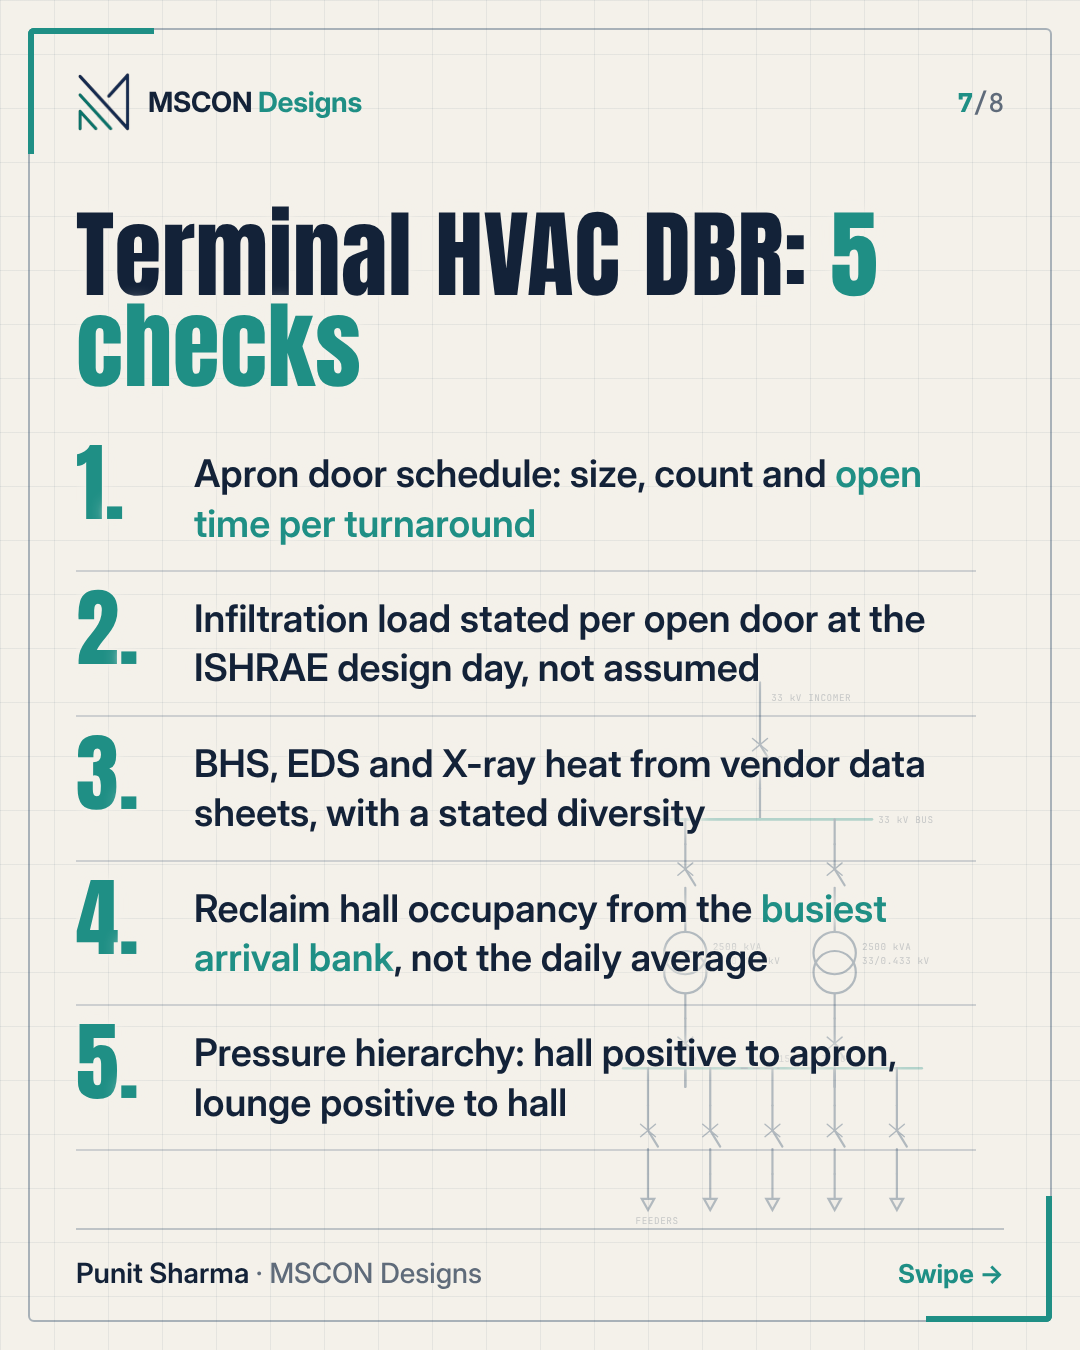 MSCON Designs
7/8
Terminal HVAC DBR: 5
checks
1.
Apron door schedule: size, count and open
time per turnaround
2.
Infiltration load stated per open door at the
ISHRAE design day, not assumed
33 kV INCOMER
3.
BHS, EDS and X-ray heat from vendor data
sheets, with a stated diversity
33 kV BUS
4.
Reclaim hall occupancy from the busiest
arrival bank, not the daily average
2500 kVA
2500 kVA
33/0.433 kV
5.
Pressure hierarchy: hall positive to apron,
lounge positive to hall
FEEDERS
Punit Sharma · MSCON Designs
Swipe →